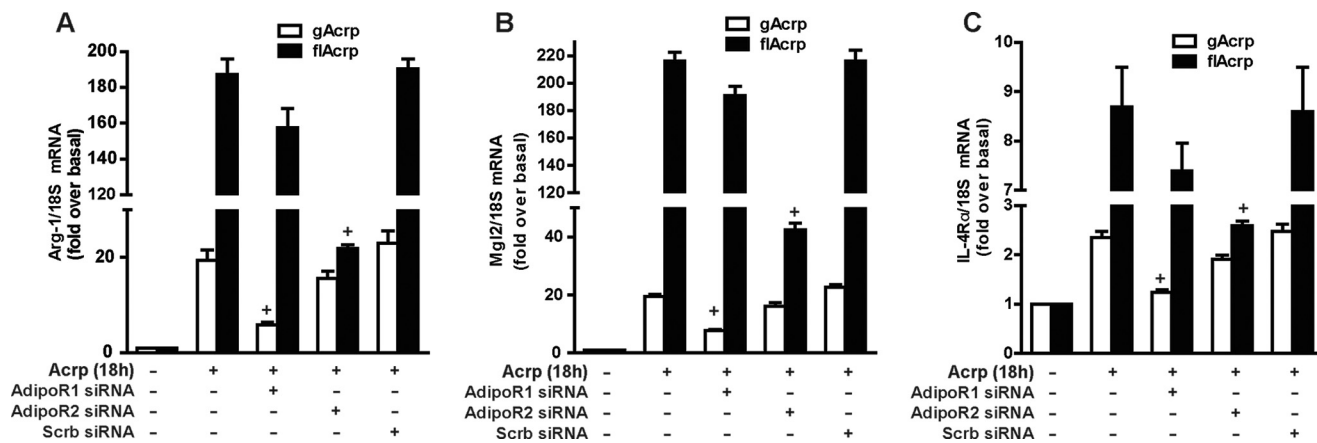 A
gAcrp
flAcrp
Arg-1/18S mRNA
(fold over basal)
200
180
160
140
20
0
+
+
Acrp (18h) – + + + +
AdipoR1 siRNA – – + – –
AdipoR2 siRNA – – – + –
Scrb siRNA – – – – +
B
gAcrp
flAcrp
Mgl2/18S mRNA
(fold over basal)
220
200
180
160
140
120
60
40
20
0
+
+
Acrp (18h) – + + + +
AdipoR1 siRNA – – + – –
AdipoR2 siRNA – – – + –
Scrb siRNA – – – – +
C
gAcrp
flAcrp
IL-4Rα/18S mRNA
(fold over basal)
10
9
8
7
3
2
1
0
+
+
Acrp (18h) – + + + +
AdipoR1 siRNA – – + – –
AdipoR2 siRNA – – – + –
Scrb siRNA – – – – +